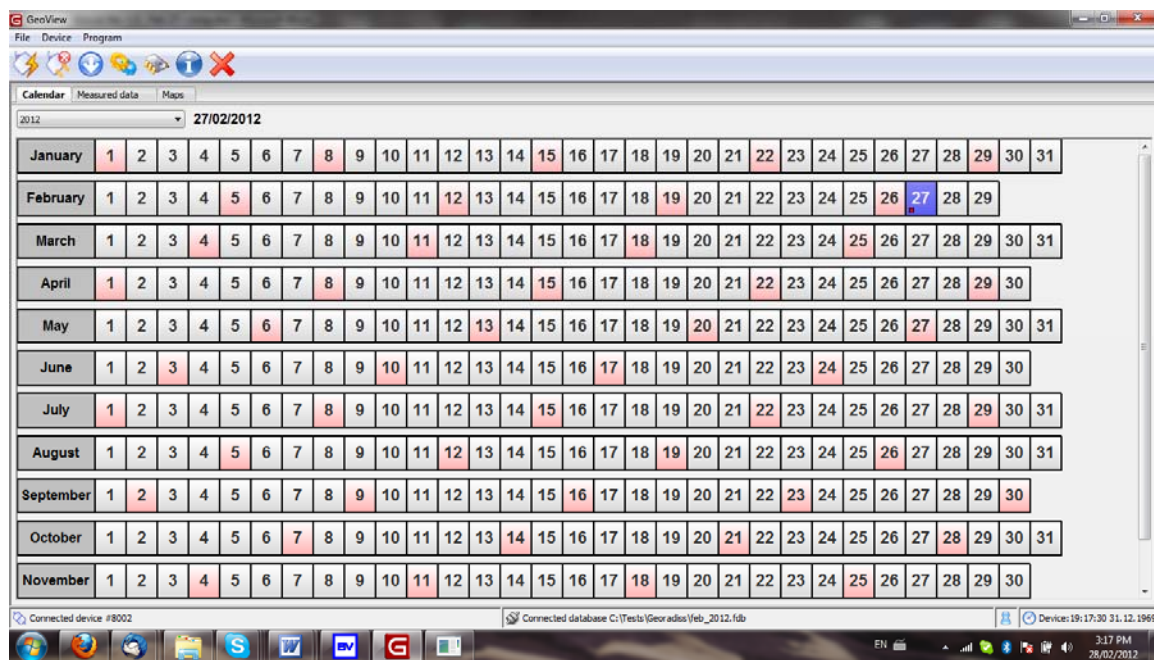 GeoView
File Device Program
Calendar Measured data Maps
2012 27/02/2012
January 1 2 3 4 5 6 7 8 9 10 11 12 13 14 15 16 17 18 19 20 21 22 23 24 25 26 27 28 29 30 31
February 1 2 3 4 5 6 7 8 9 10 11 12 13 14 15 16 17 18 19 20 21 22 23 24 25 26 27 28 29
March 1 2 3 4 5 6 7 8 9 10 11 12 13 14 15 16 17 18 19 20 21 22 23 24 25 26 27 28 29 30 31
April 1 2 3 4 5 6 7 8 9 10 11 12 13 14 15 16 17 18 19 20 21 22 23 24 25 26 27 28 29 30
May 1 2 3 4 5 6 7 8 9 10 11 12 13 14 15 16 17 18 19 20 21 22 23 24 25 26 27 28 29 30 31
June 1 2 3 4 5 6 7 8 9 10 11 12 13 14 15 16 17 18 19 20 21 22 23 24 25 26 27 28 29 30
July 1 2 3 4 5 6 7 8 9 10 11 12 13 14 15 16 17 18 19 20 21 22 23 24 25 26 27 28 29 30 31
August 1 2 3 4 5 6 7 8 9 10 11 12 13 14 15 16 17 18 19 20 21 22 23 24 25 26 27 28 29 30 31
September 1 2 3 4 5 6 7 8 9 10 11 12 13 14 15 16 17 18 19 20 21 22 23 24 25 26 27 28 29 30
October 1 2 3 4 5 6 7 8 9 10 11 12 13 14 15 16 17 18 19 20 21 22 23 24 25 26 27 28 29 30 31
November 1 2 3 4 5 6 7 8 9 10 11 12 13 14 15 16 17 18 19 20 21 22 23 24 25 26 27 28 29 30
Connected device #8002 Connected database C:\Tests\Georadiss\feb_2012.fdb Device: 19:17:30 31.12.1969
EN 3:17 PM
28/02/2012